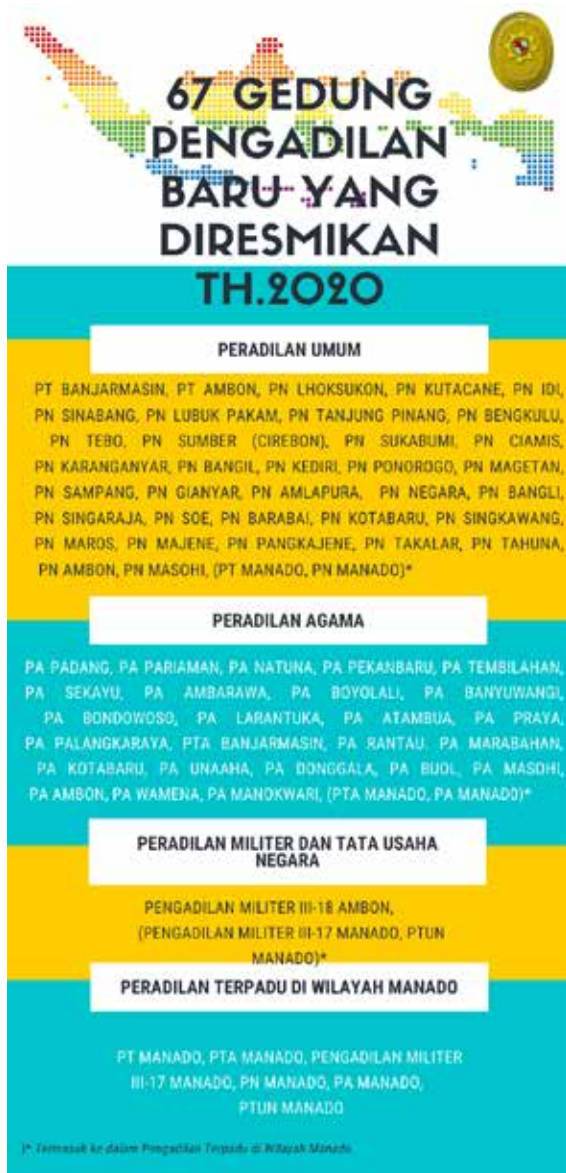 67 GEDUNG
PENGADILAN
BARU YANG
DIRESMIKAN
TH.2020
PERADILAN UMUM
PT BANJARMASIN, PT AMBON, PN LHOKSUKON, PN KUTACANE, PN IDI,
PN SINABANG, PN LUBUK PAKAM, PN TANJUNG PINANG, PN BENGKULU,
PN TEBO, PN SUMBER (CIREBON), PN SUKABUMI, PN CIAMIS,
PN KARANGANYAR, PN BANGIL, PN KEDIRI, PN PONOROGO, PN MAGETAN,
PN SAMPANG, PN GIANYAR, PN AMLAPURA, PN NEGARA, PN BANGLI,
PN SINGARAJA, PN SOE, PN BARABAI, PN KOTABARU, PN SINGKAWANG,
PN MAROS, PN MAJENE, PN PANGKAJENE, PN TAKALAR, PN TAHUNA,
PN AMBON, PN MASOHI, (PT MANADO, PN MANADO)*
PERADILAN AGAMA
PA PADANG, PA PARIAMAN, PA NATUNA, PA PEKANBARU, PA TEMBILAHAN,
PA SEKAYU, PA AMBARAWA, PA BOYOLALI, PA BANYUWANGI,
PA BONDOWOSO, PA LARANTUKA, PA ATAMBUA, PA PRAYA,
PA PALANGKARAYA, PTA BANJARMASIN, PA RANTAU. PA MARABAHAN,
PA KOTABARU, PA UNAAHA, PA DONGGALA, PA BUOL, PA MASOHI,
PA AMBON, PA WAMENA, PA MANOKWARI, (PTA MANADO, PA MANADO)*
PERADILAN MILITER DAN TATA USAHA
NEGARA
PENGADILAN MILITER III-18 AMBON,
(PENGADILAN MILITER III-17 MANADO, PTUN
MANADO)*
PERADILAN TERPADU DI WILAYAH MANADO
PT MANADO, PTA MANADO, PENGADILAN MILITER
III-17 MANADO, PN MANADO, PA MANADO,
PTUN MANADO
)* Termasuk ke dalam Pengadilan Terpadu di Wilayah Manado